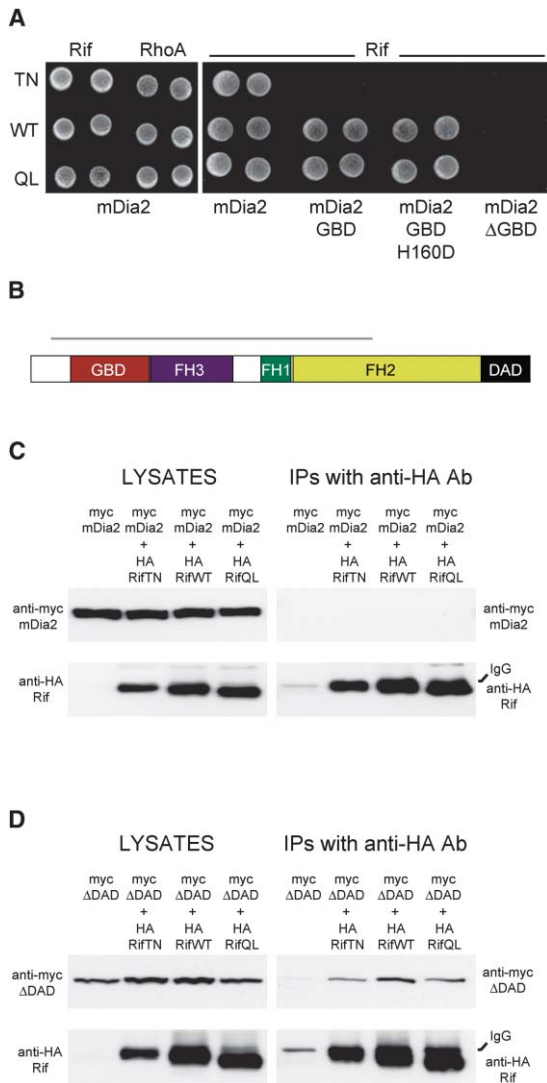 A
Rif RhoA Rif
TN
WT
QL
mDia2 mDia2 mDia2 mDia2 mDia2
GBD GBD ΔGBD
H160D
B
GBD FH3 FH1 FH2 DAD
C
LYSATES IPs with anti-HA Ab
myc myc myc myc myc myc myc myc
mDia2 mDia2 mDia2 mDia2 mDia2 mDia2 mDia2 mDia2
+ + + + + +
HA HA HA HA HA HA
RifTN RifWT RifQL RifTN RifWT RifQL
anti-myc anti-myc
mDia2 mDia2
IgG
anti-HA anti-HA
Rif Rif
D
LYSATES IPs with anti-HA Ab
myc myc myc myc myc myc myc myc
ΔDAD ΔDAD ΔDAD ΔDAD ΔDAD ΔDAD ΔDAD ΔDAD
+ + + + + +
HA HA HA HA HA HA
RifTN RifWT RifQL RifTN RifWT RifQL
anti-myc anti-myc
ΔDAD ΔDAD
IgG
anti-HA anti-HA
Rif Rif